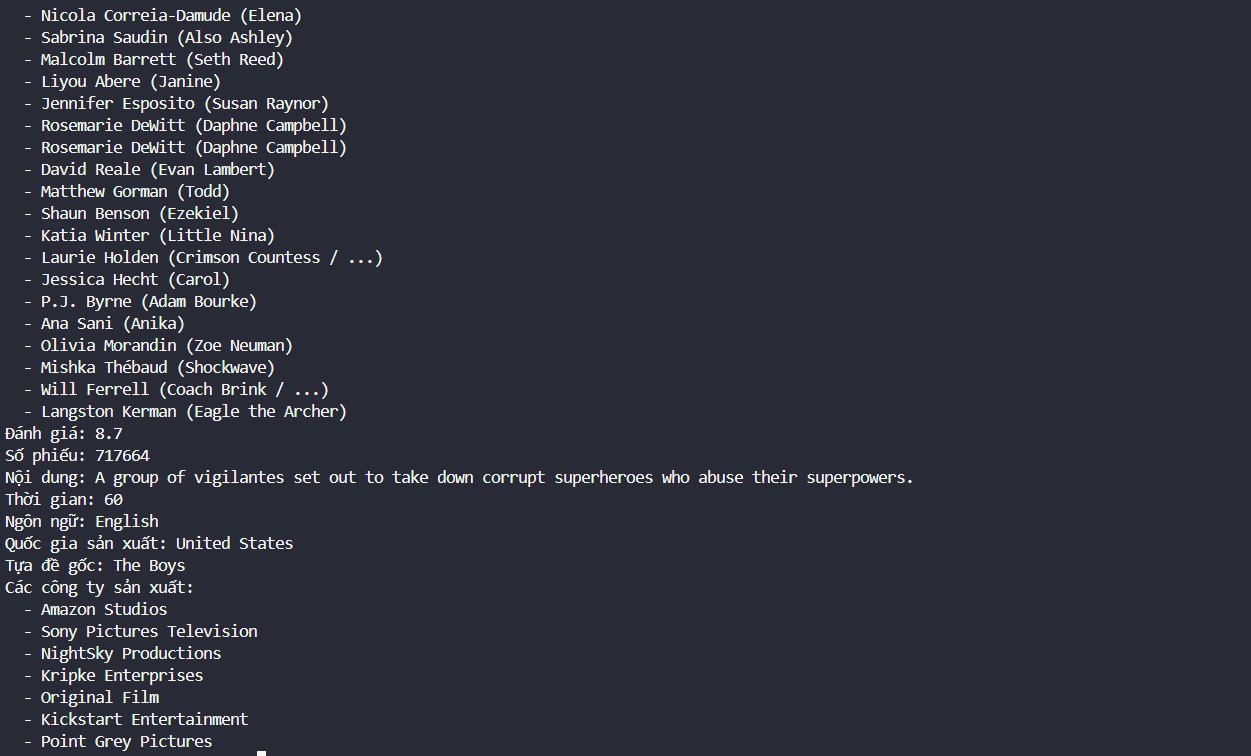 - Nicola Correia-Damude (Elena)
- Sabrina Saudin (Also Ashley)
- Malcolm Barrett (Seth Reed)
- Liyou Abere (Janine)
- Jennifer Esposito (Susan Raynor)
- Rosemarie DeWitt (Daphne Campbell)
- Rosemarie DeWitt (Daphne Campbell)
- David Reale (Evan Lambert)
- Matthew Gorman (Todd)
- Shaun Benson (Ezekiel)
- Katia Winter (Little Nina)
- Laurie Holden (Crimson Countess / ...)
- Jessica Hecht (Carol)
- P.J. Byrne (Adam Bourke)
- Ana Sani (Anika)
- Olivia Morandin (Zoe Neuman)
- Mishka Thébaud (Shockwave)
- Will Ferrell (Coach Brink / ...)
- Langston Kerman (Eagle the Archer)
Đánh giá: 8.7
Số phiếu: 717664
Nội dung: A group of vigilantes set out to take down corrupt superheroes who abuse their superpowers.
Thời gian: 60
Ngôn ngữ: English
Quốc gia sản xuất: United States
Tựa đề gốc: The Boys
Các công ty sản xuất:
- Amazon Studios
- Sony Pictures Television
- NightSky Productions
- Kripke Enterprises
- Original Film
- Kickstart Entertainment
- Point Grey Pictures